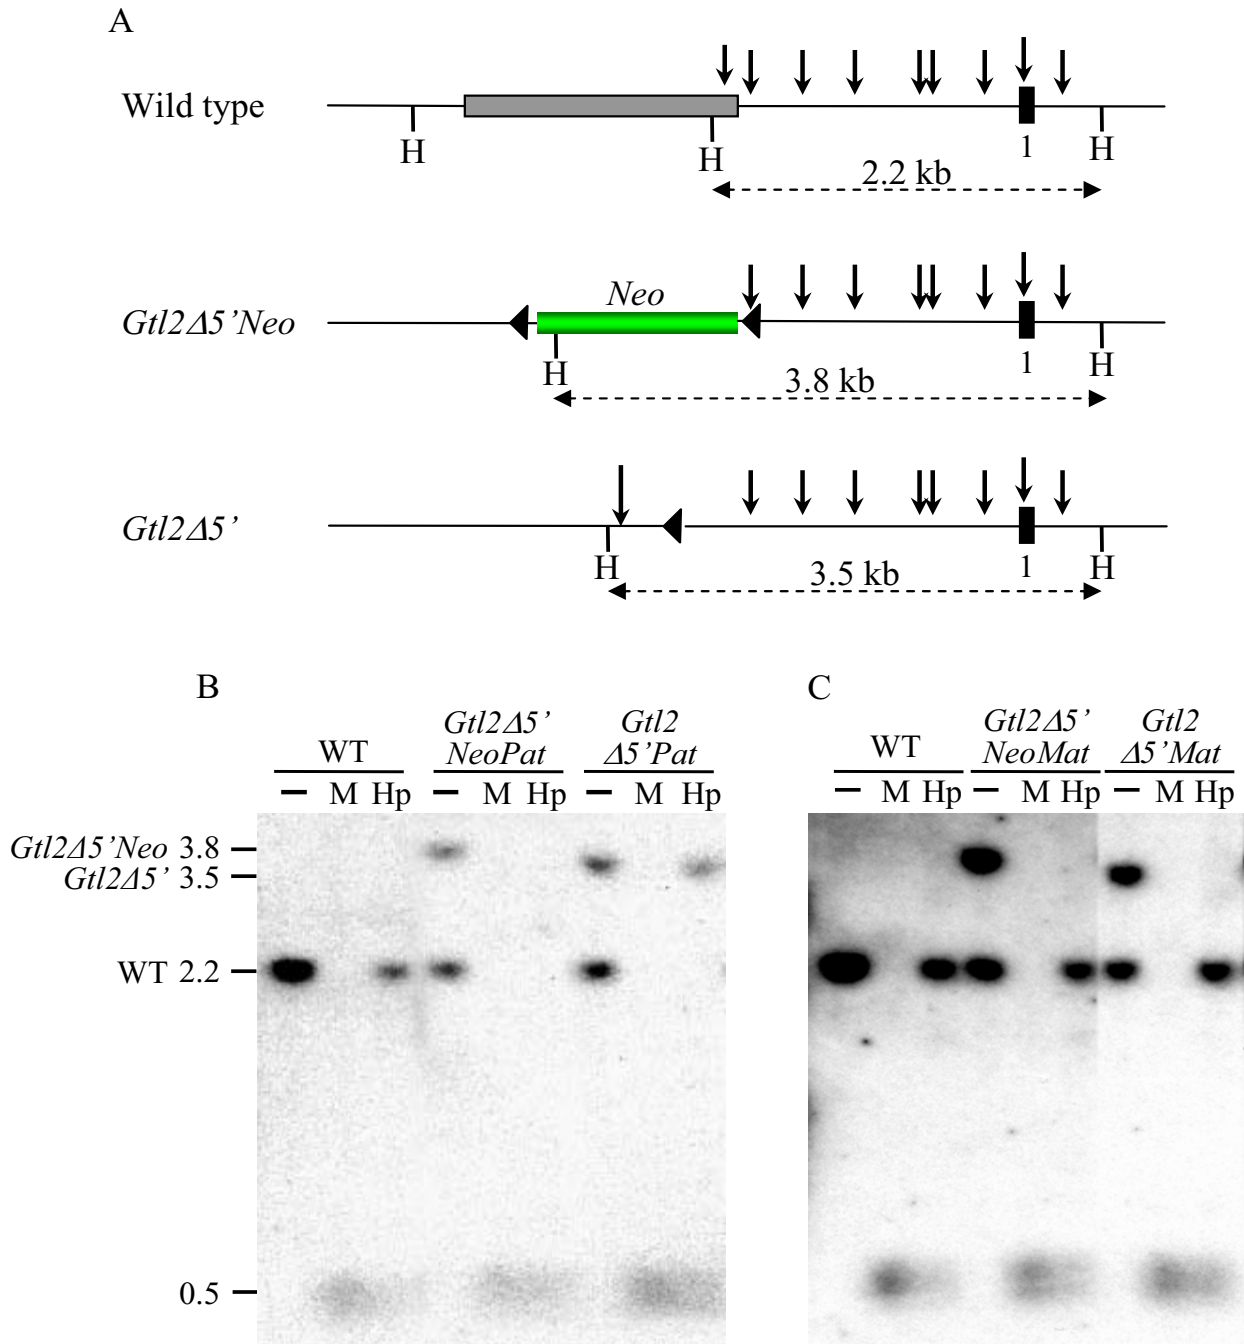 A
Wild type
H
H
1
H
2.2 kb
Gtl2Δ5’Neo
Neo
H
1
H
3.8 kb
Gtl2Δ5’
H
1
H
3.5 kb
B
WT
Gtl2Δ5’
NeoPat
Gtl2
Δ5’Pat
– M Hp – M Hp – M Hp
Gtl2Δ5’Neo 3.8
Gtl2Δ5’ 3.5
WT 2.2
0.5
C
WT
Gtl2Δ5’
NeoMat
Gtl2
Δ5’Mat
– M Hp – M Hp – M Hp